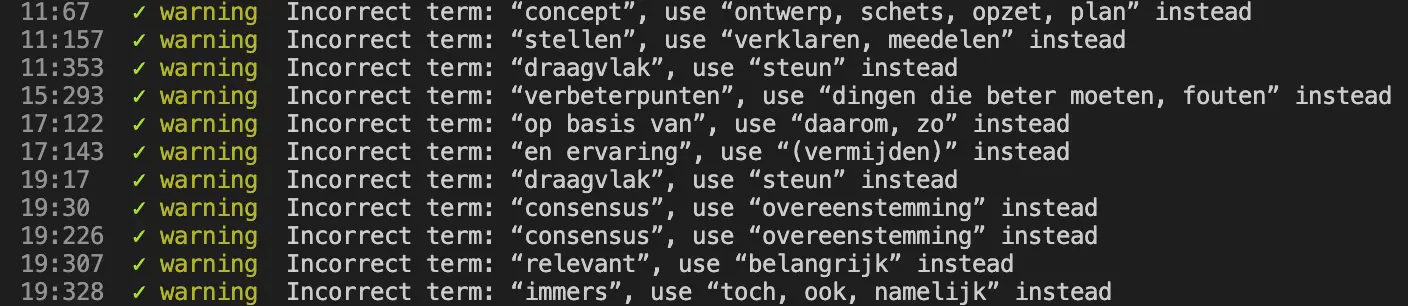 11:67 ✓ warning Incorrect term: “concept”, use “ontwerp, schets, opzet, plan” instead
11:157 ✓ warning Incorrect term: “stellen”, use “verklaren, meedelen” instead
11:353 ✓ warning Incorrect term: “draagvlak”, use “steun” instead
15:293 ✓ warning Incorrect term: “verbeterpunten”, use “dingen die beter moeten, fouten” instead
17:122 ✓ warning Incorrect term: “op basis van”, use “daarom, zo” instead
17:143 ✓ warning Incorrect term: “en ervaring”, use “(vermijden)” instead
19:17 ✓ warning Incorrect term: “draagvlak”, use “steun” instead
19:30 ✓ warning Incorrect term: “consensus”, use “overeenstemming” instead
19:226 ✓ warning Incorrect term: “consensus”, use “overeenstemming” instead
19:307 ✓ warning Incorrect term: “relevant”, use “belangrijk” instead
19:328 ✓ warning Incorrect term: “immers”, use “toch, ook, namelijk” instead